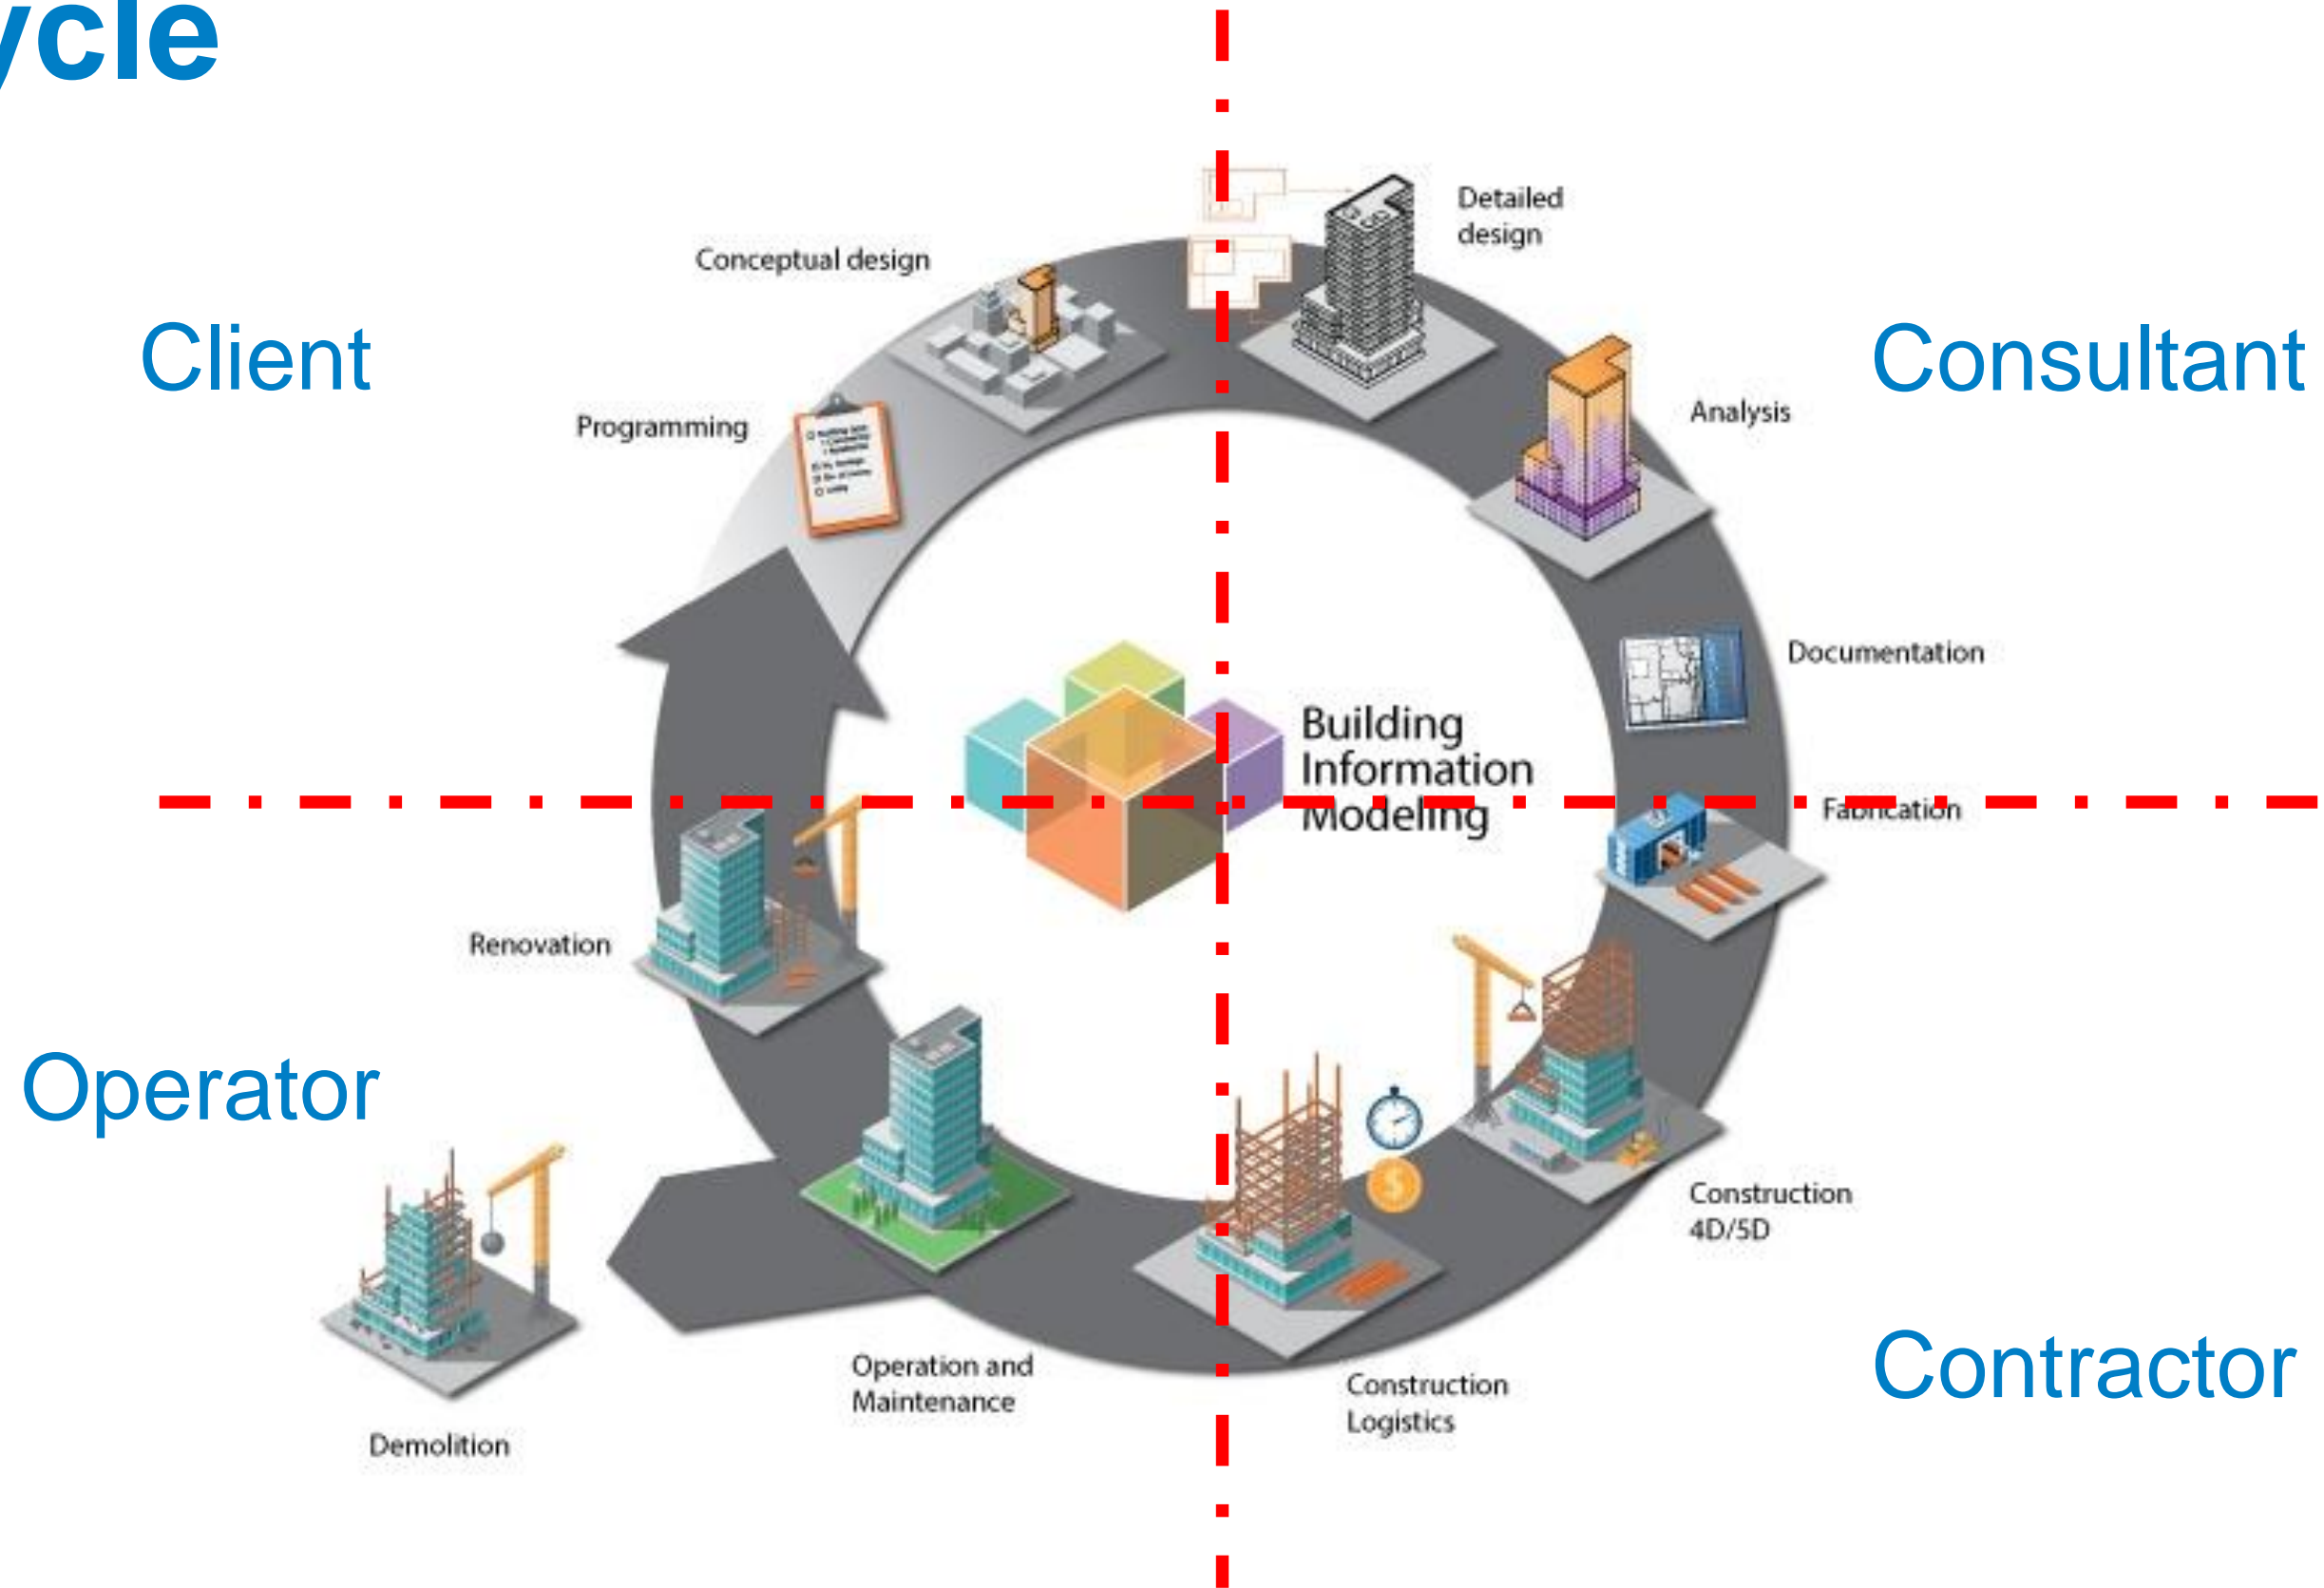 ycle
Detailed
design
Conceptual design
Client
Consultant
Programming
Analysis
Documentation
Building
Information
Modeling
Fabrication
Renovation
Operator
Construction
4D/5D
$
Operation and
Maintenance
Construction
Logistics
Contractor
Demolition